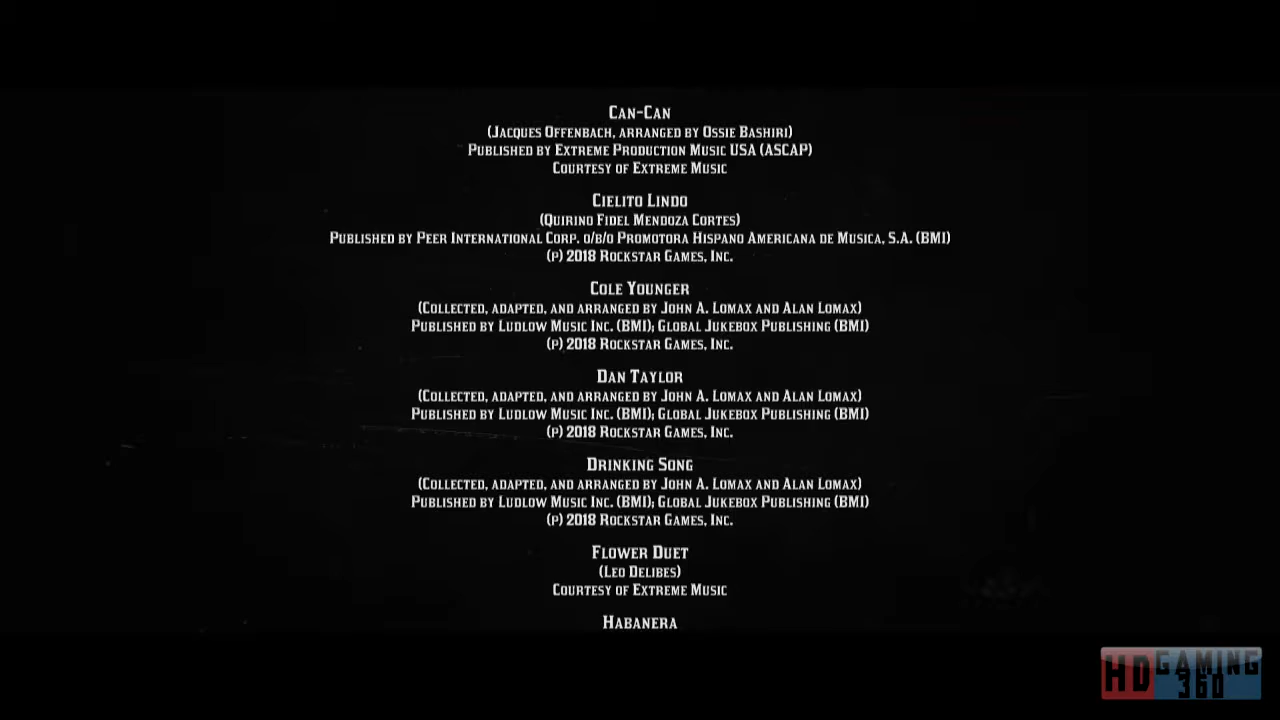 Can-Can
(Jacques Offenbach, arranged by Ossie Bashiri)
Published by Extreme Production Music USA (ASCAP)
Courtesy of Extreme Music
Cielito Lindo
(Quirino Fidel Mendoza Cortes)
Published by Peer International Corp. o/b/o Promotora Hispano Americana de Musica, S.A. (BMI)
(P) 2018 Rockstar Games, Inc.
Cole Younger
(Collected, adapted, and arranged by John A. Lomax and Alan Lomax)
Published by Ludlow Music Inc. (BMI); Global Jukebox Publishing (BMI)
(P) 2018 Rockstar Games, Inc.
Dan Taylor
(Collected, adapted, and arranged by John A. Lomax and Alan Lomax)
Published by Ludlow Music Inc. (BMI); Global Jukebox Publishing (BMI)
(P) 2018 Rockstar Games, Inc.
Drinking Song
(Collected, adapted, and arranged by John A. Lomax and Alan Lomax)
Published by Ludlow Music Inc. (BMI); Global Jukebox Publishing (BMI)
(P) 2018 Rockstar Games, Inc.
Flower Duet
(Leo Delibes)
Courtesy of Extreme Music
Habanera
HD GAMING
360